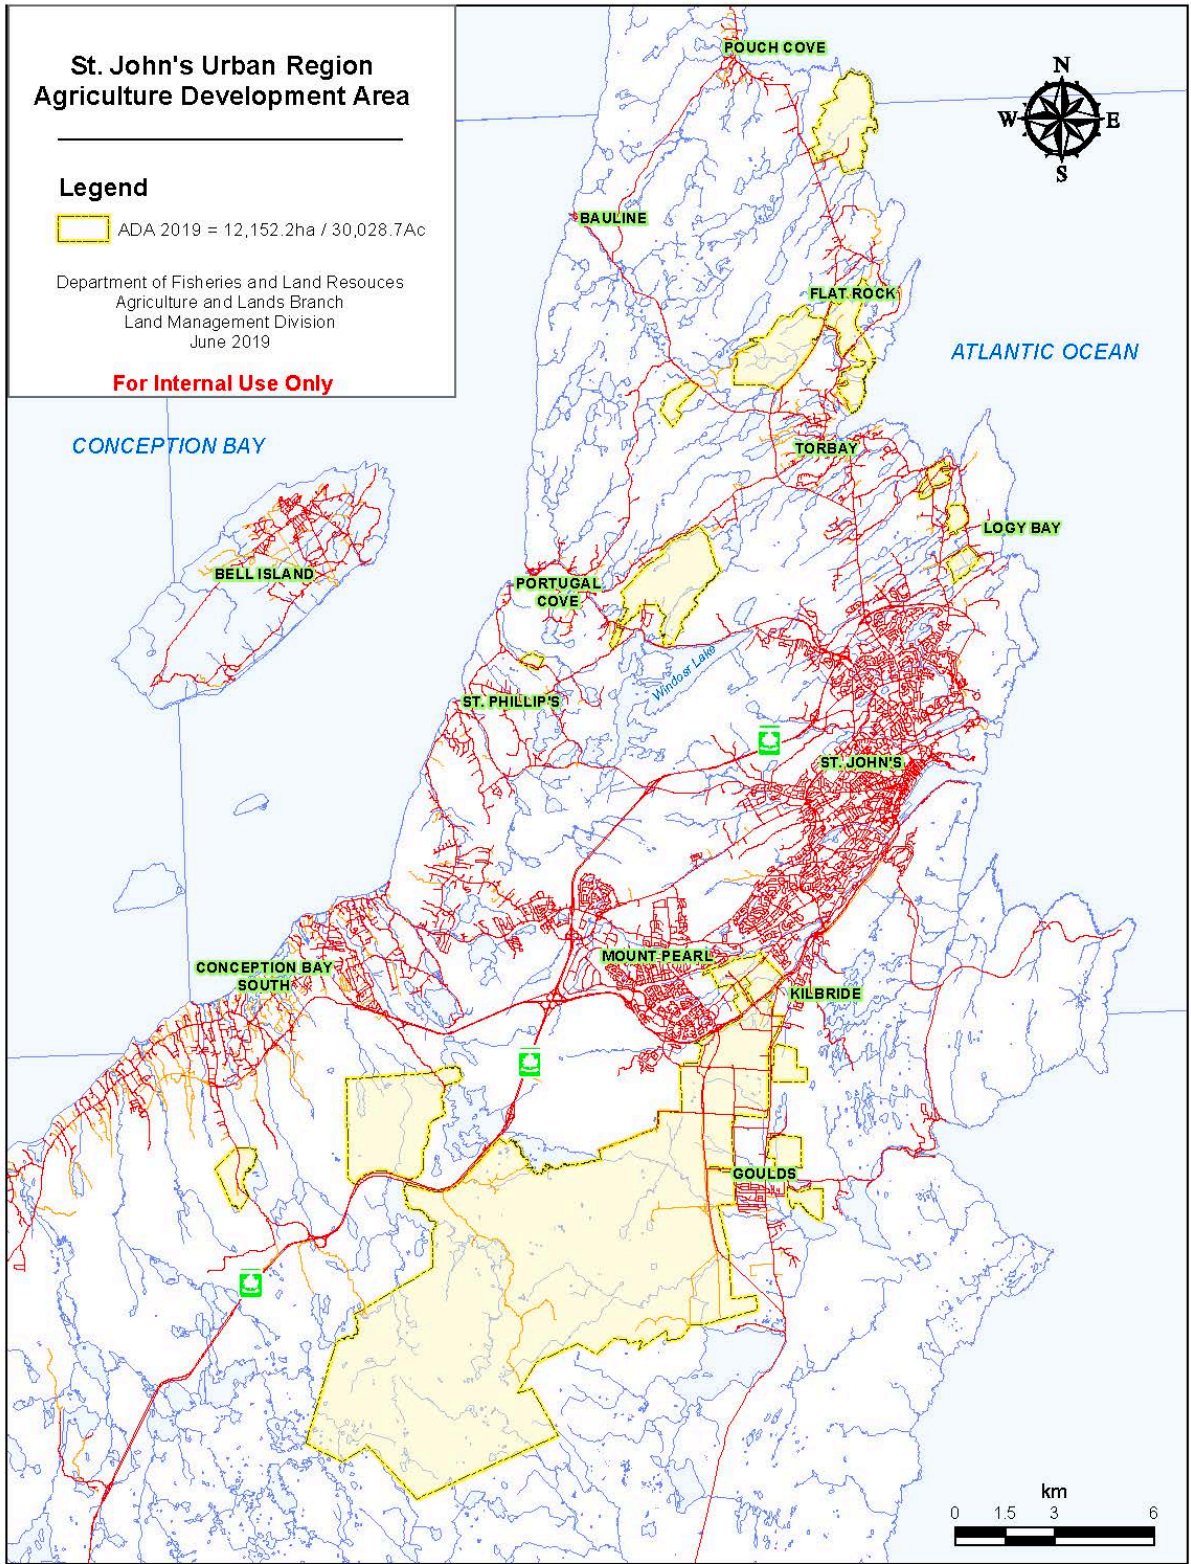 St. John's Urban Region
Agriculture Development Area
Legend
ADA 2019 = 12,152.2ha / 30,028.7Ac
Department of Fisheries and Land Resouces
Agriculture and Lands Branch
Land Management Division
June 2019
For Internal Use Only
N
W
E
S
POUCH COVE
BAULINE
FLAT ROCK
ATLANTIC OCEAN
CONCEPTION BAY
TORBAY
LOGY BAY
BELL ISLAND
PORTUGAL
COVE
Windosr Lake
ST. PHILLIP'S
ST. JOHN'S
MOUNT PEARL
CONCEPTION BAY
SOUTH
KILBRIDE
GOULDS
km
0 1.5 3 6